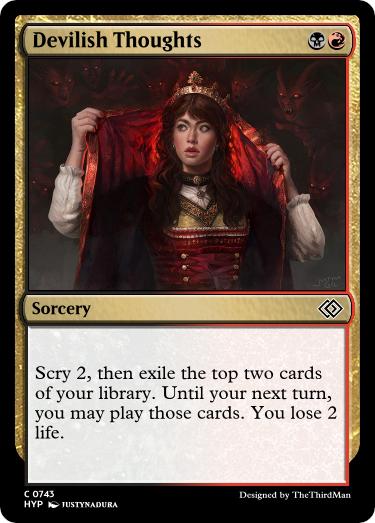 Devilish Thoughts
Sorcery
Scry 2, then exile the top two cards
of your library. Until your next turn,
you may play those cards. You lose 2
life.
C 0743
HYP JUSTYNADURA
Designed by TheThirdMan